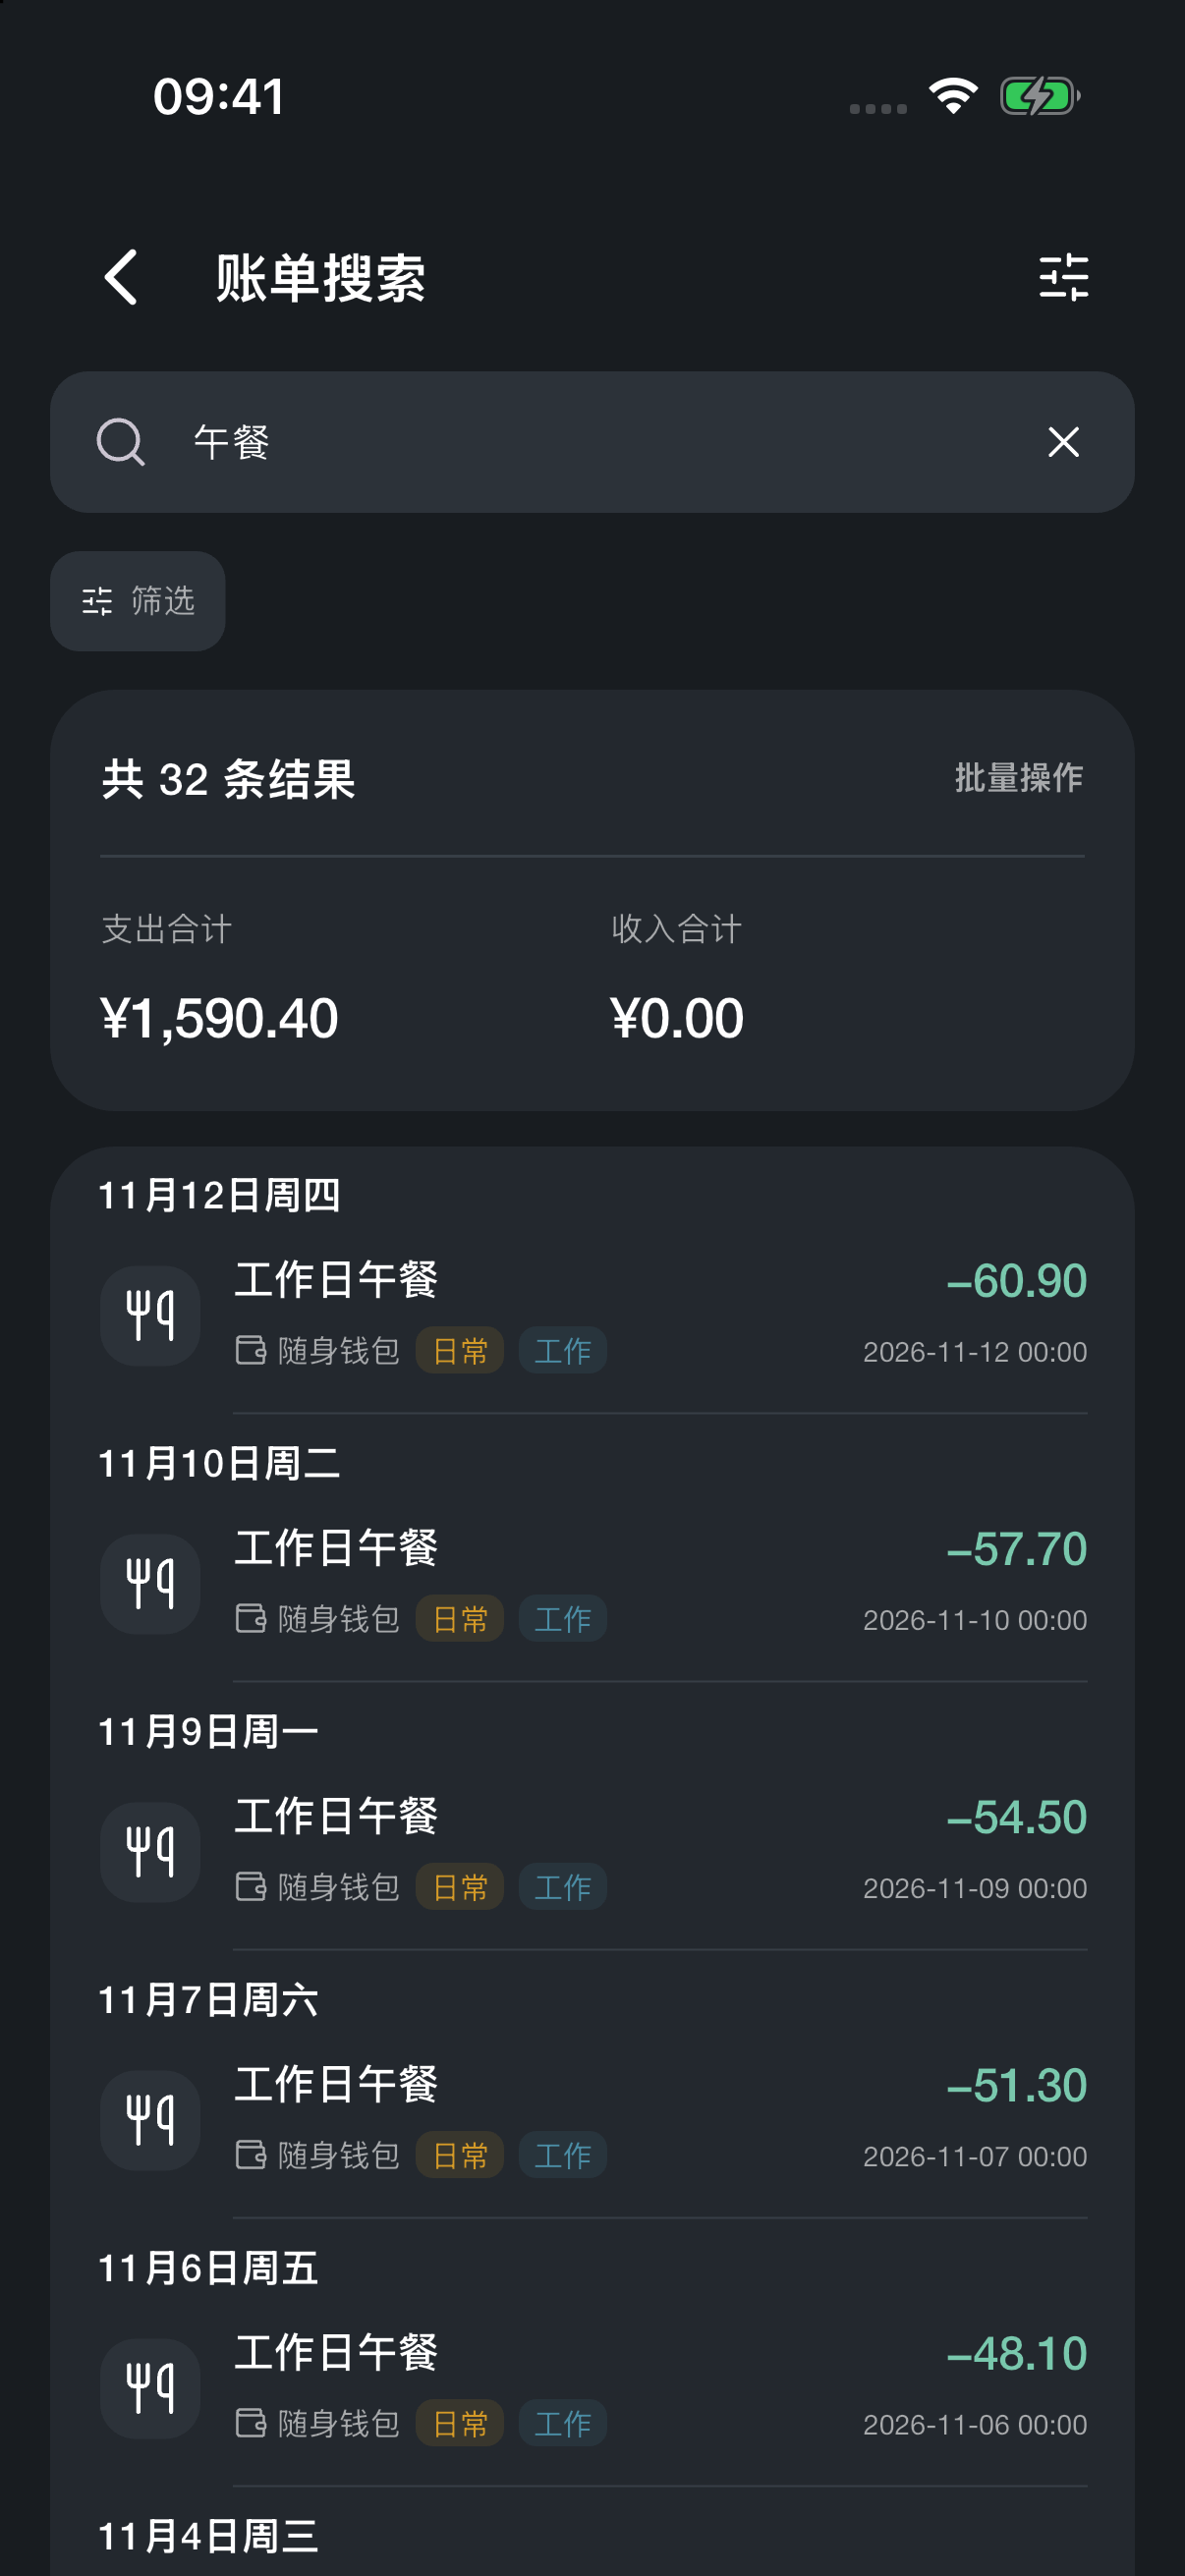 09:41
账单搜索
午餐
筛选
共 32 条结果 批量操作
支出合计 收入合计
¥1,590.40 ¥0.00
11月12日周四
工作日午餐 –60.90
随身钱包 日常 工作 2026-11-12 00:00
11月10日周二
工作日午餐 –57.70
随身钱包 日常 工作 2026-11-10 00:00
11月9日周一
工作日午餐 –54.50
随身钱包 日常 工作 2026-11-09 00:00
11月7日周六
工作日午餐 –51.30
随身钱包 日常 工作 2026-11-07 00:00
11月6日周五
工作日午餐 –48.10
随身钱包 日常 工作 2026-11-06 00:00
11月4日周三